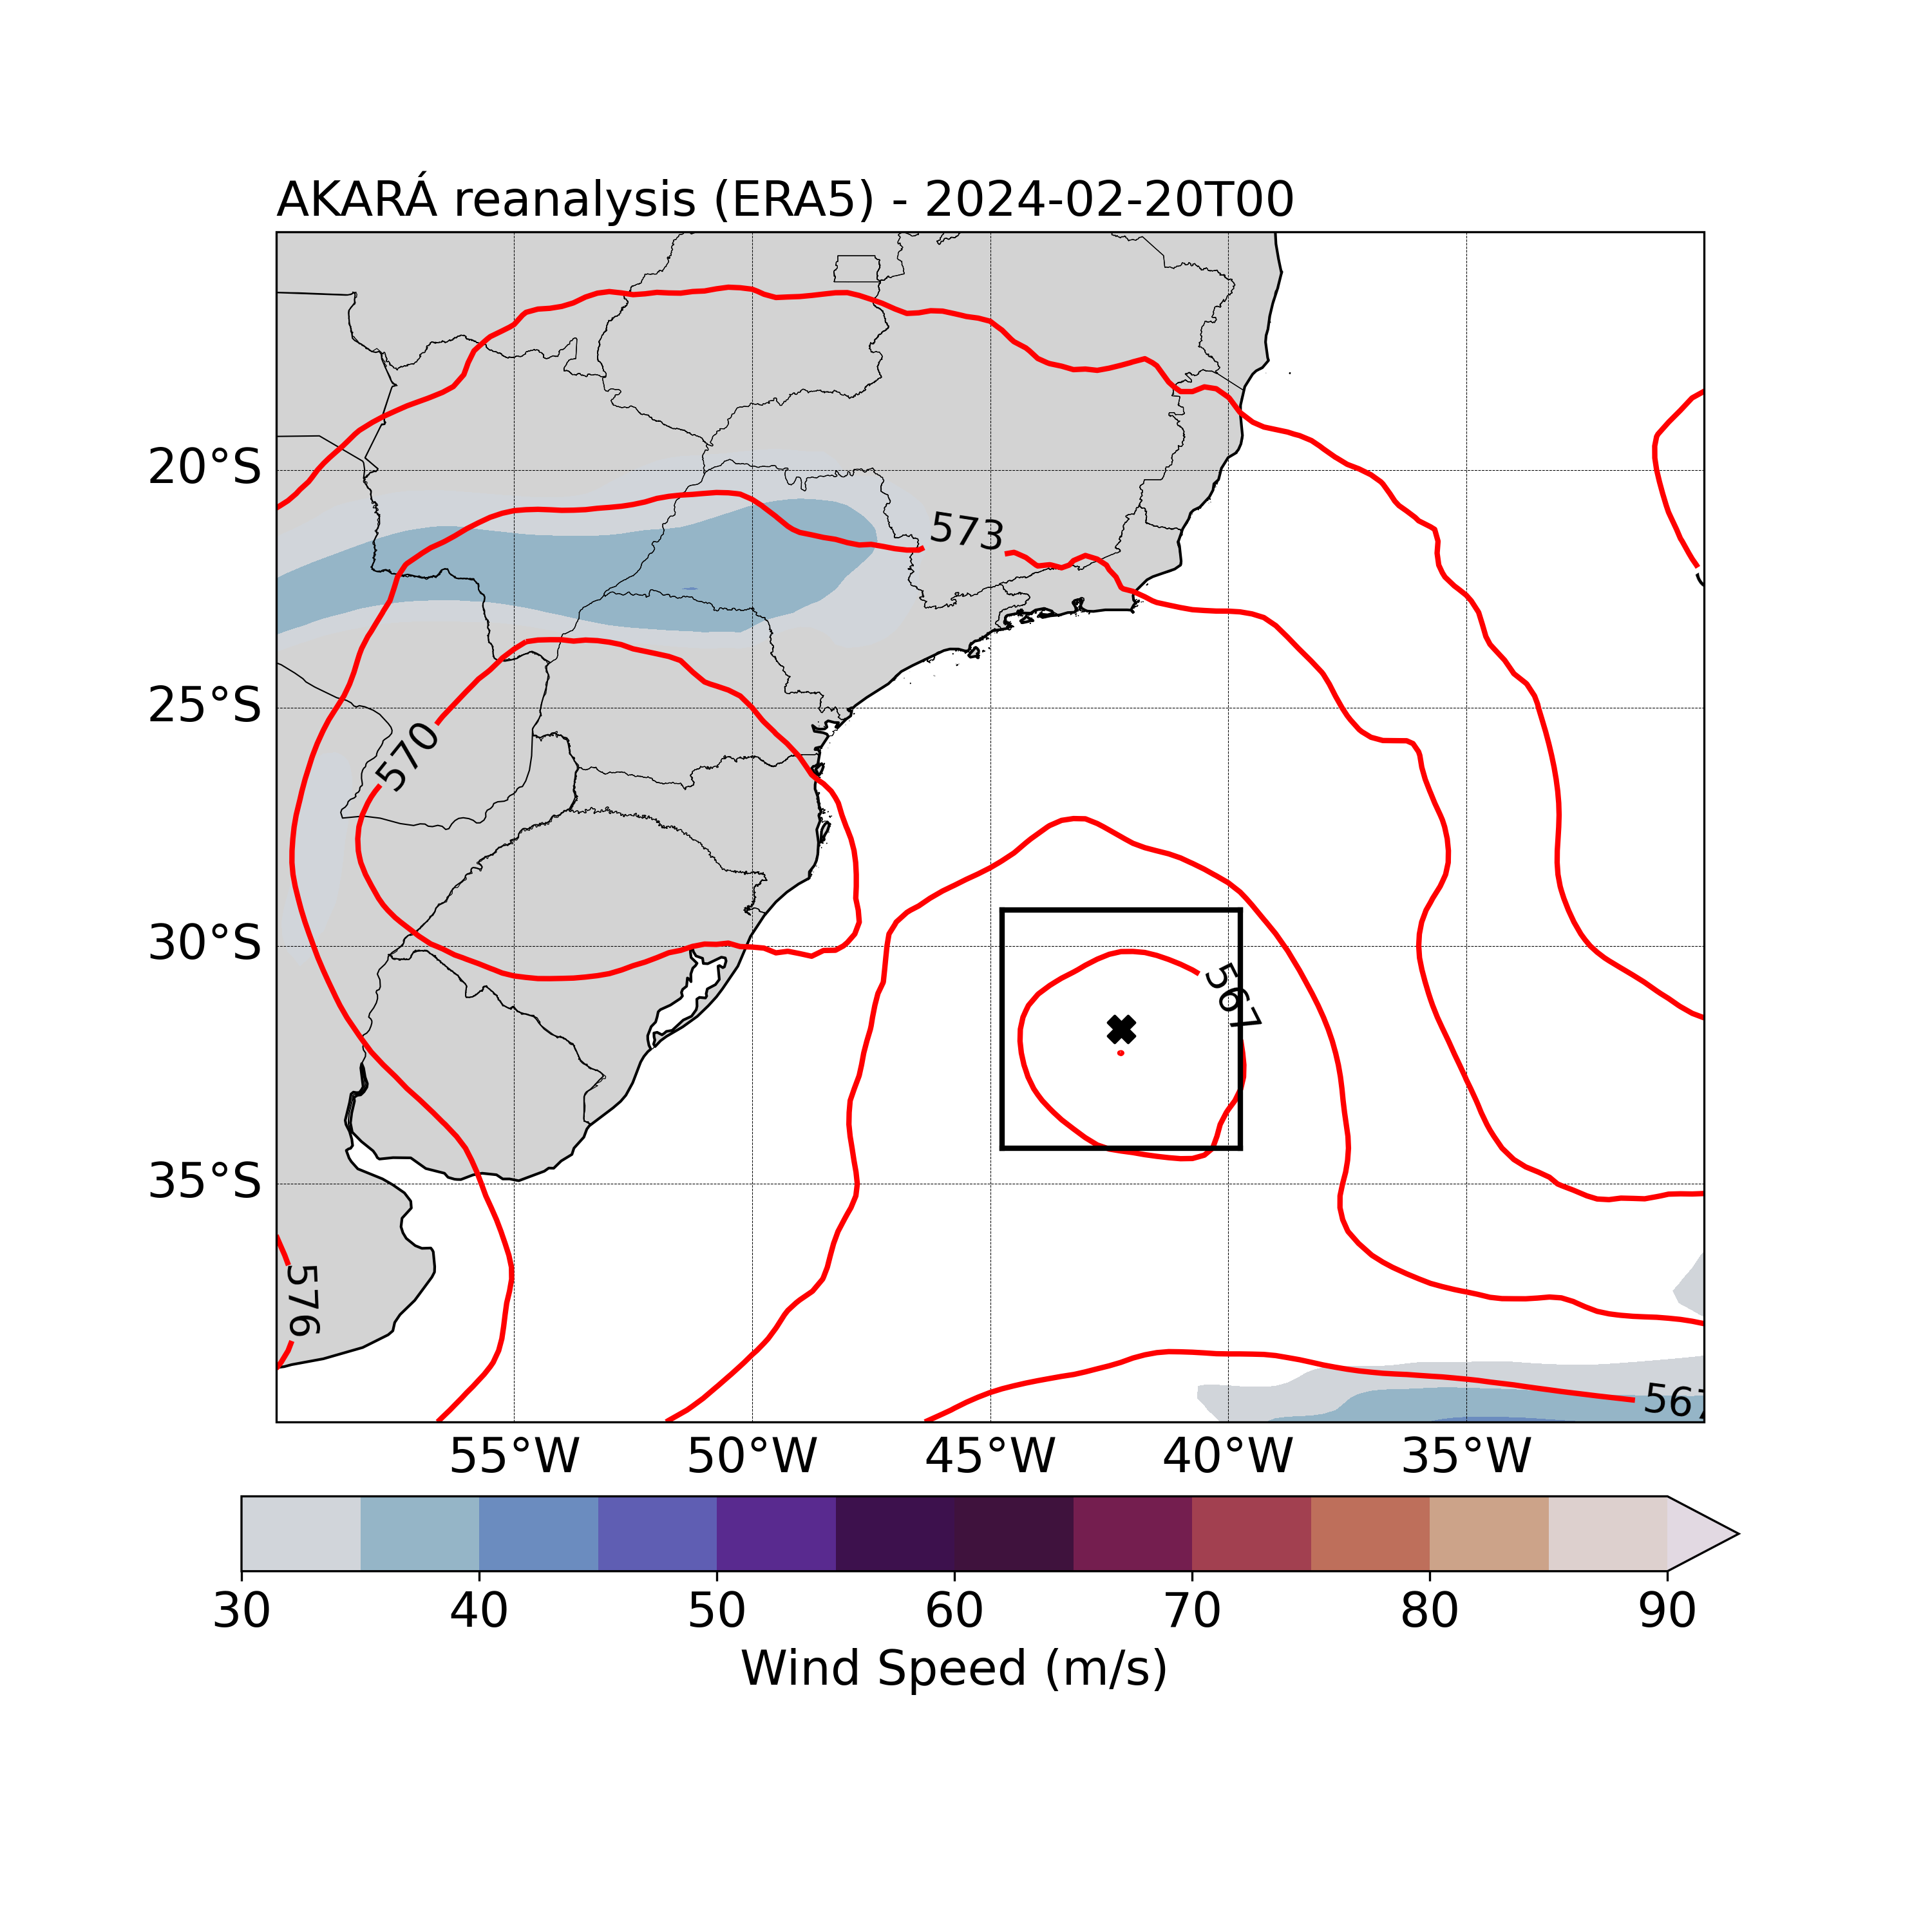 AKARÁ reanalysis (ERA5) - 2024-02-20T00
20°S
25°S
30°S
35°S
573
570
567
576
567
55°W 50°W 45°W 40°W 35°W
30 40 50 60 70 80 90
Wind Speed (m/s)